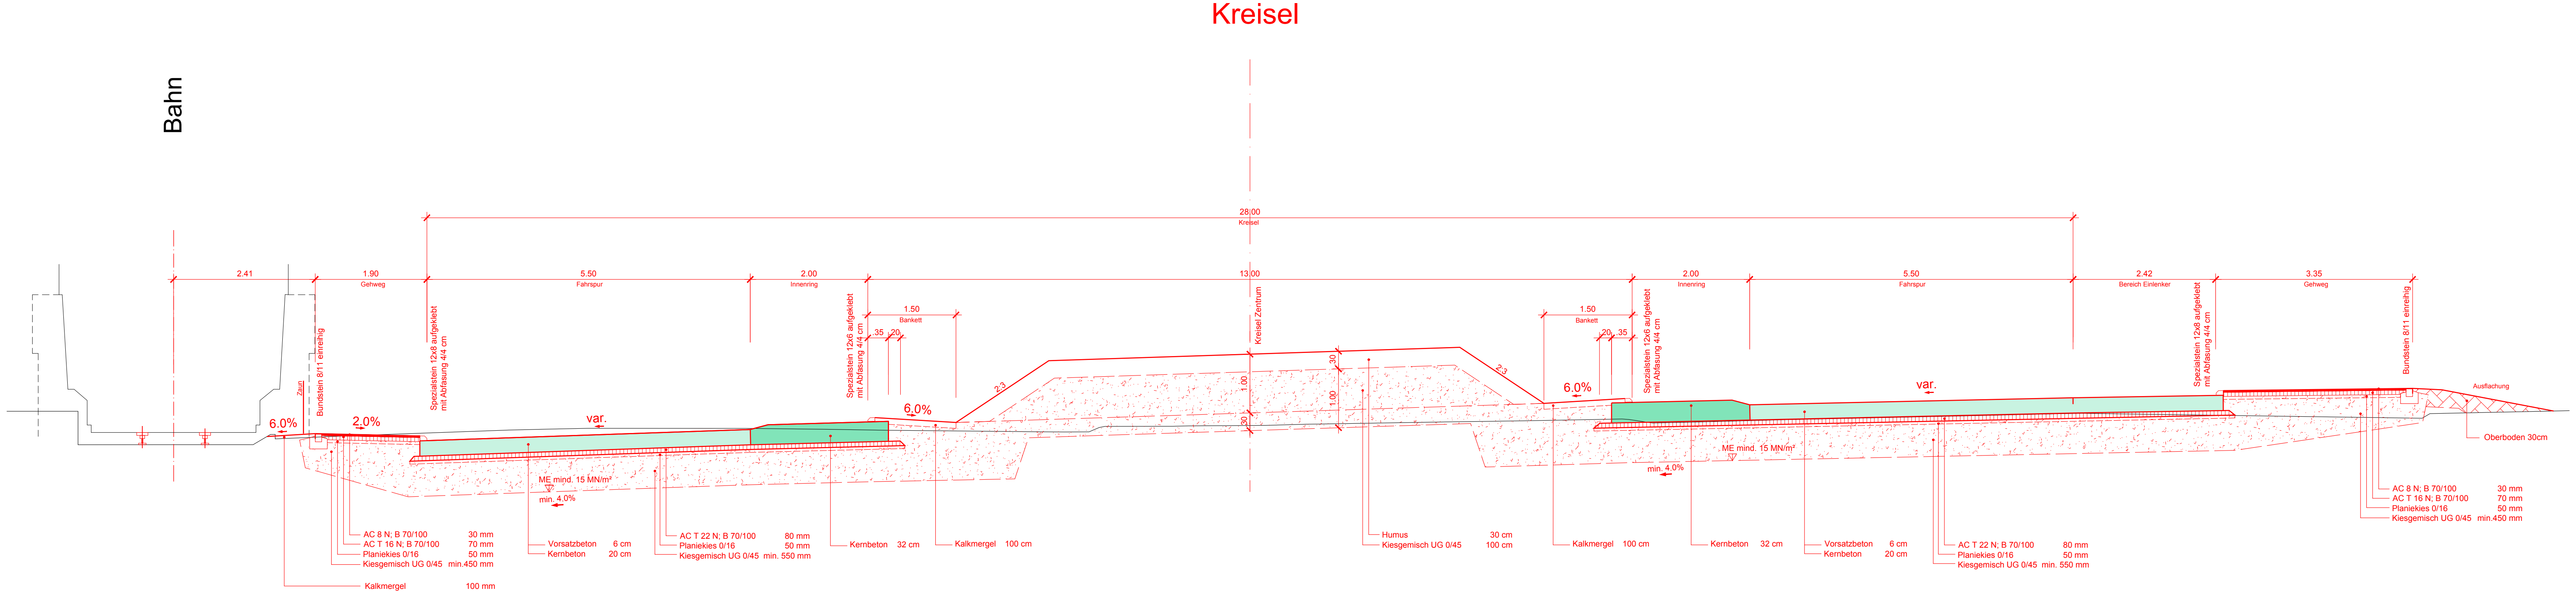 Kreisel
Bahn
28.00
Kreisel
2.41
1.90
Gehweg
5.50
Fahrspur
2.00
Innenring
13.00
2.00
Innenring
5.50
Fahrspur
2.42
Bereich Einlenker
3.35
Gehweg
1.50
Bankett
35
20
1.50
Bankett
20
35
Zaun
Bundstein 8/11 einreihig
Spezialstein 12x8 aufgeklebt
mit Abfasung 4/4 cm
Spezialstein 12x6 aufgeklebt
mit Abfasung 4/4 cm
Kreisel Zentrum
Spezialstein 12x6 aufgeklebt
mit Abfasung 4/4 cm
Spezialstein 12x8 aufgeklebt
mit Abfasung 4/4 cm
Bundstein 8/11 einreihig
6.0%
2.0%
var.
6.0%
2:3
1.00
30
30
1.00
2:3
6.0%
var.
Ausflachung
Oberboden 30cm
ME mind. 15 MN/m²
min. 4.0%
ME mind. 15 MN/m²
min. 4.0%
AC 8 N; B 70/100 30 mm
AC T 16 N; B 70/100 70 mm
Planiekies 0/16 50 mm
Kiesgemisch UG 0/45 min.450 mm
Kalkmergel 100 mm
Vorsatzbeton 6 cm
Kernbeton 20 cm
AC T 22 N; B 70/100 80 mm
Planiekies 0/16 50 mm
Kiesgemisch UG 0/45 min. 550 mm
Kernbeton 32 cm
Kalkmergel 100 cm
Humus 30 cm
Kiesgemisch UG 0/45 100 cm
Kalkmergel 100 cm
Kernbeton 32 cm
Vorsatzbeton 6 cm
Kernbeton 20 cm
AC T 22 N; B 70/100 80 mm
Planiekies 0/16 50 mm
Kiesgemisch UG 0/45 min. 550 mm
AC 8 N; B 70/100 30 mm
AC T 16 N; B 70/100 70 mm
Planiekies 0/16 50 mm
Kiesgemisch UG 0/45 min.450 mm